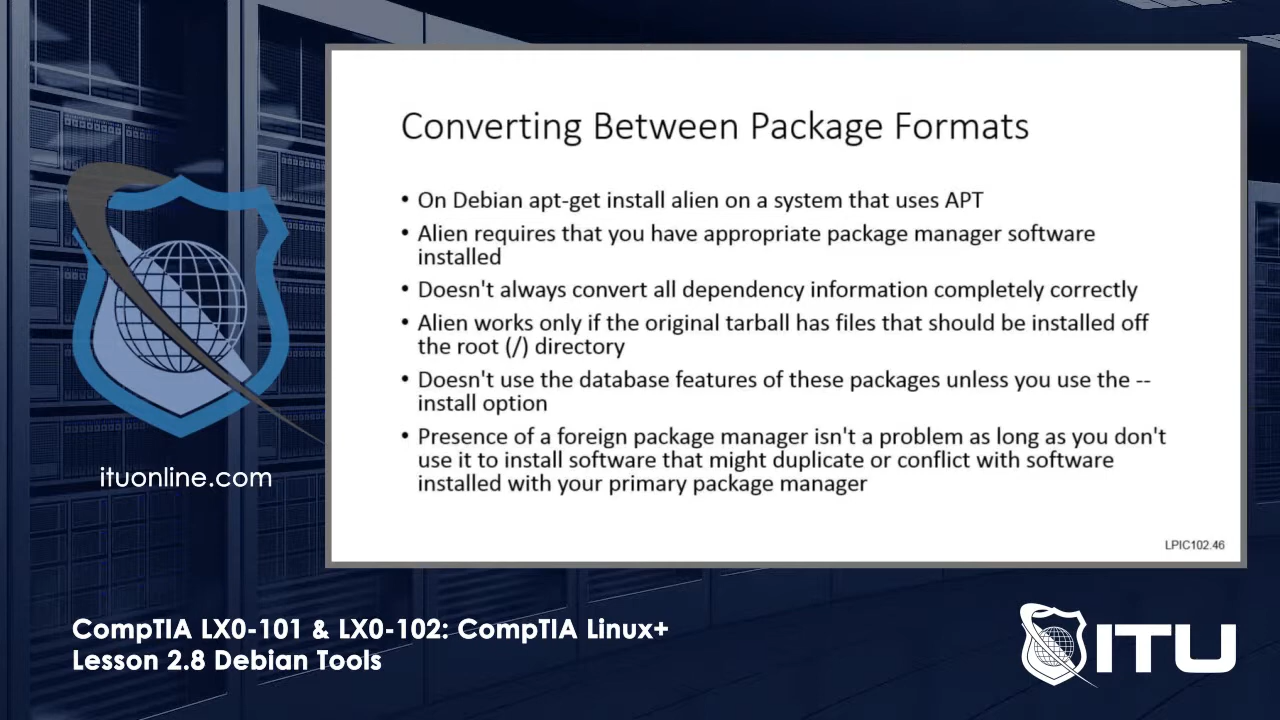 Converting Between Package Formats
• On Debian apt-get install alien on a system that uses APT
• Alien requires that you have appropriate package manager software
installed
• Doesn't always convert all dependency information completely correctly
• Alien works only if the original tarball has files that should be installed off
the root (/) directory
• Doesn't use the database features of these packages unless you use the --
install option
• Presence of a foreign package manager isn't a problem as long as you don't
use it to install software that might duplicate or conflict with software
installed with your primary package manager
LPIC102.46
ituonline.com
CompTIA LX0-101 & LX0-102: CompTIA Linux+
Lesson 2.8 Debian Tools
ITU